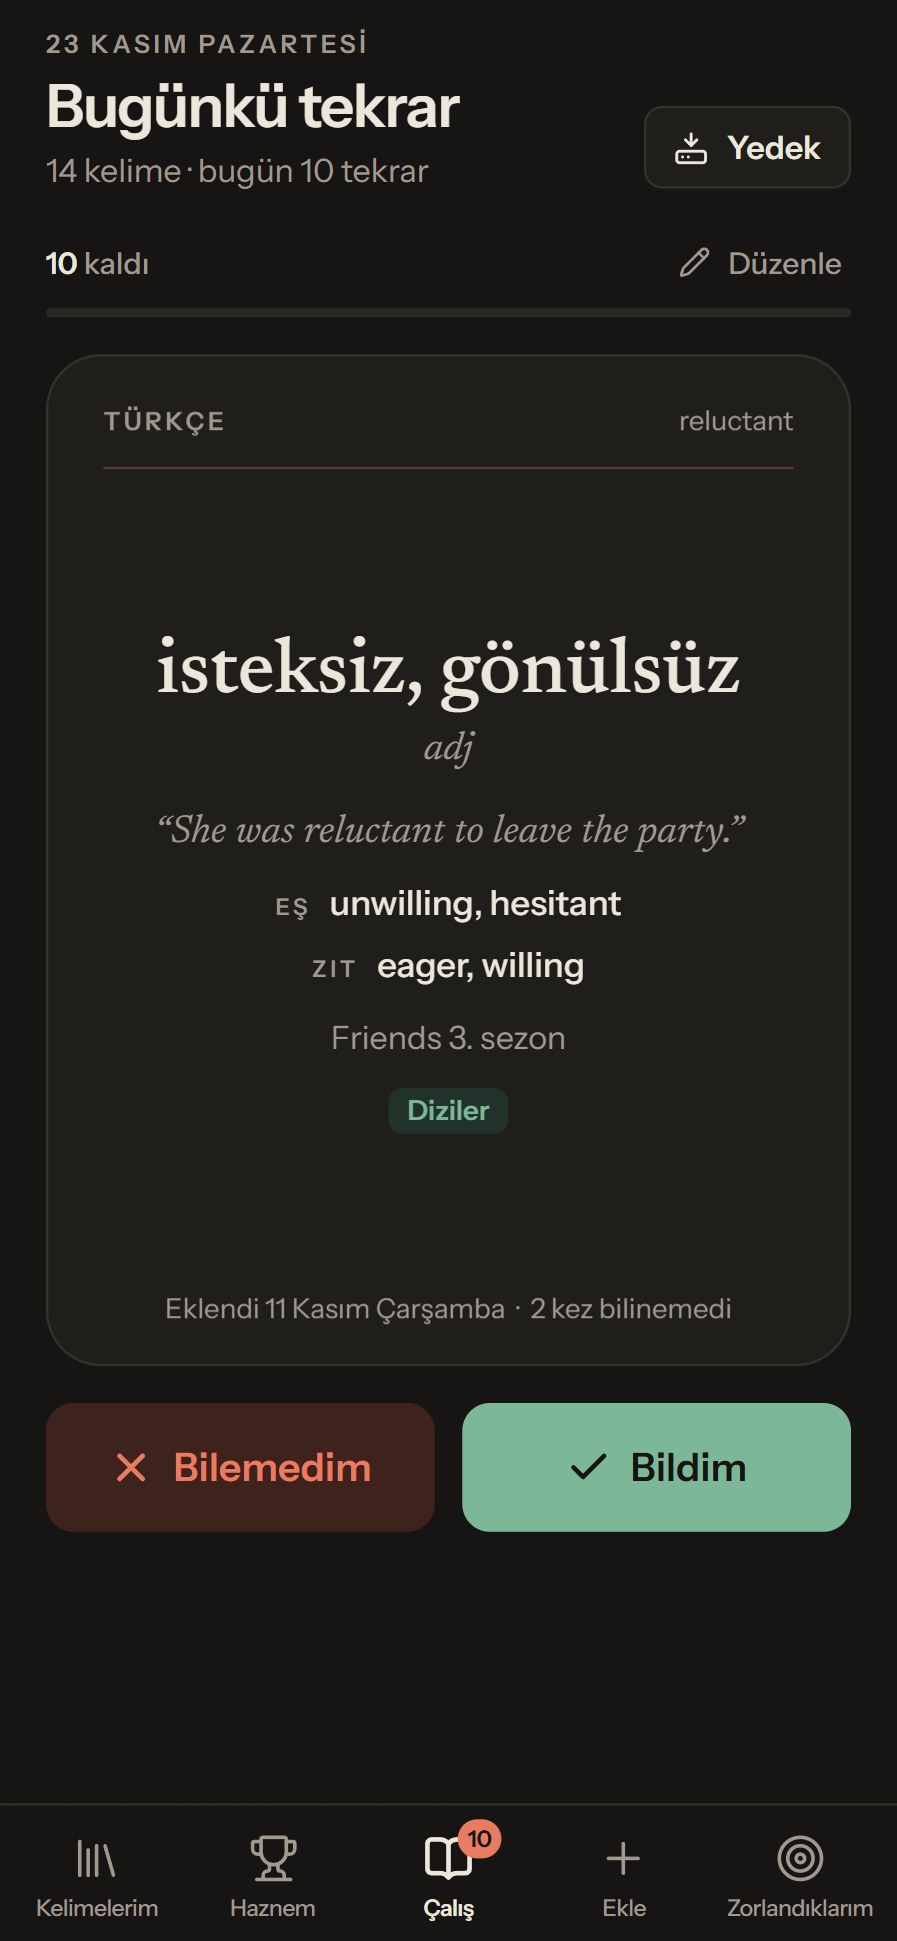 23 KASIM PAZARTESİ
Bugünkü tekrar
14 kelime · bugün 10 tekrar
Yedek
10 kaldı
Düzenle
TÜRKÇE
reluctant
isteksiz, gönülsüz
adj
“She was reluctant to leave the party.”
EŞ unwilling, hesitant
ZIT eager, willing
Friends 3. sezon
Diziler
Eklendi 11 Kasım Çarşamba · 2 kez bilinemedi
Bilemedim
Bildim
10
Kelimelerim
Haznem
Çalış
Ekle
Zorlandıklarım